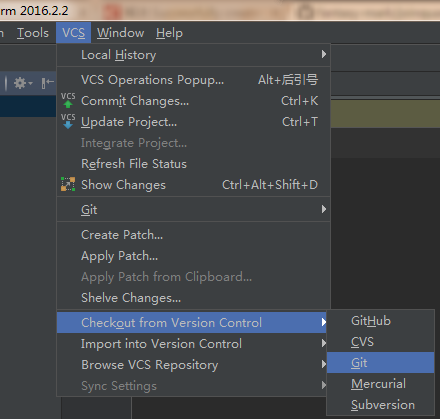 rm 2016.2.2
n Tools VCS Window Help
Local History
VCS Operations Popup... Alt+后引号
Commit Changes... Ctrl+K
Update Project... Ctrl+T
Integrate Project...
Refresh File Status
Show Changes Ctrl+Alt+Shift+D
Git
Create Patch...
Apply Patch...
Apply Patch from Clipboard...
Shelve Changes...
Checkout from Version Control
Import into Version Control
Browse VCS Repository
Sync Settings
GitHub
CVS
Git
Mercurial
Subversion